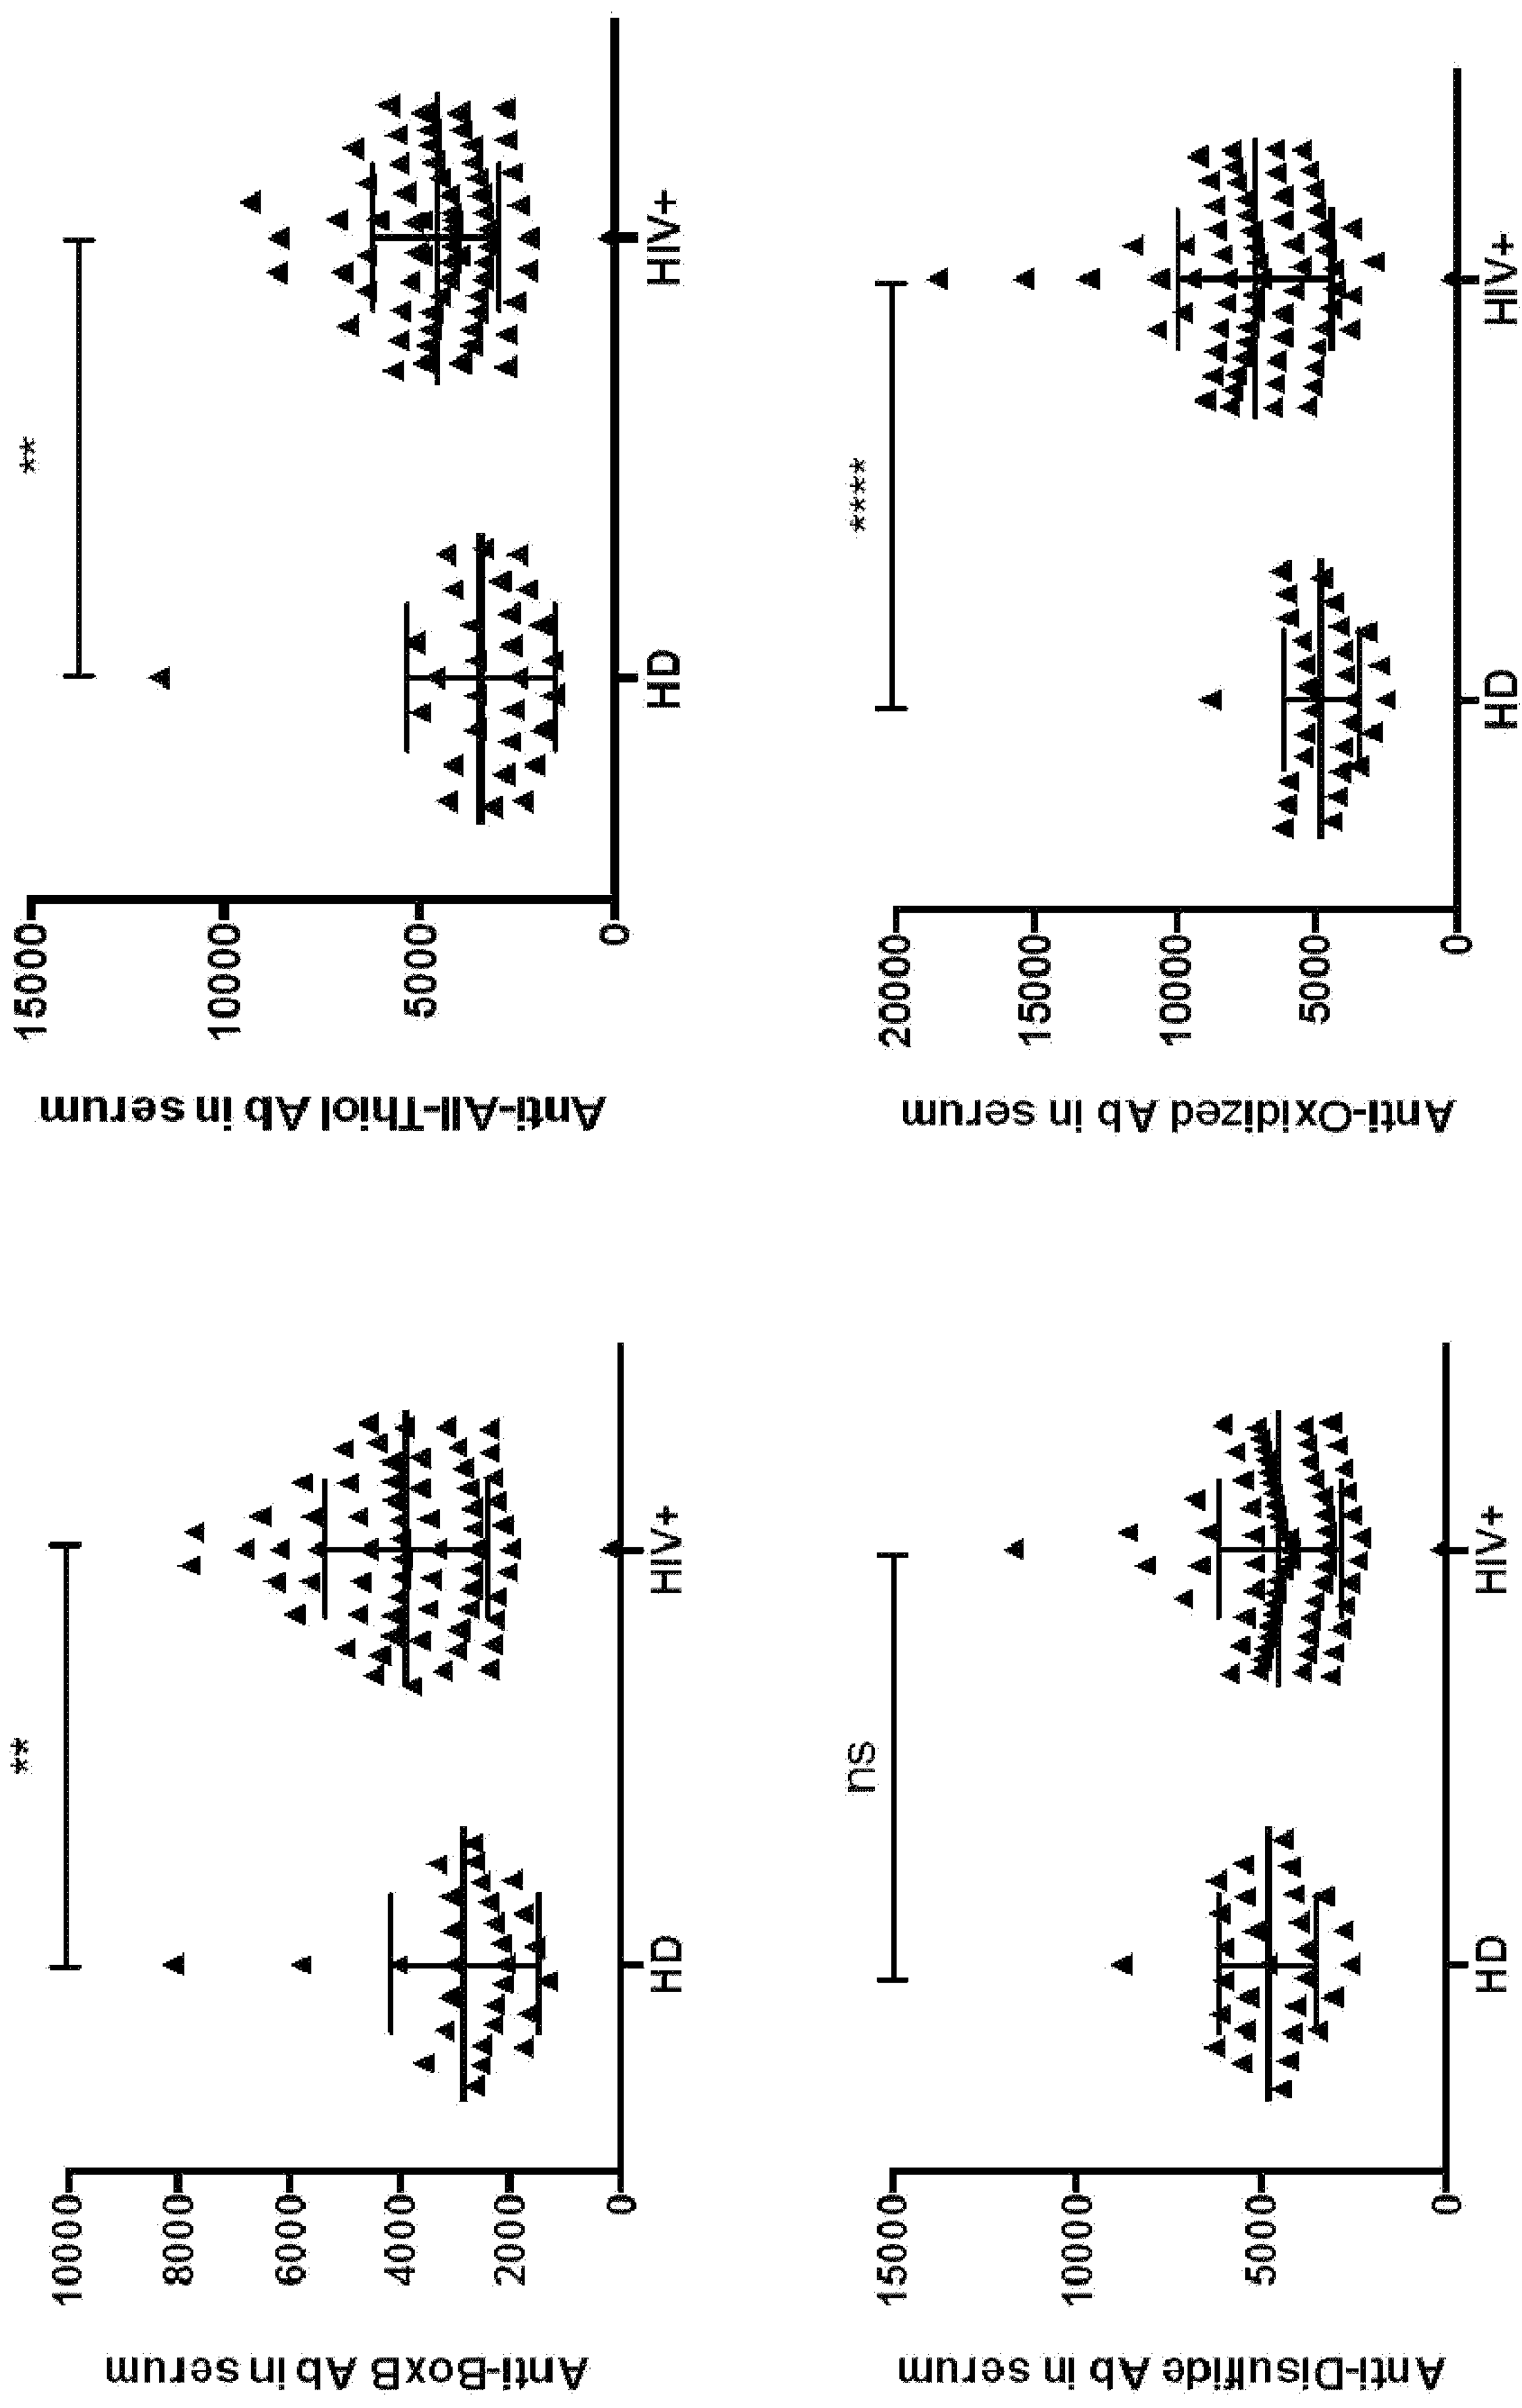 Anti-BoxB Ab in serum
10000
8000
6000
4000
2000
0
**
HD
HIV+
Anti-All-Thiol Ab in serum
15000
10000
5000
0
**
HD
HIV+
Anti-Disulfide Ab in serum
15000
10000
5000
0
ns
HD
HIV+
Anti-Oxidized Ab in serum
20000
15000
10000
5000
0
****
HD
HIV+